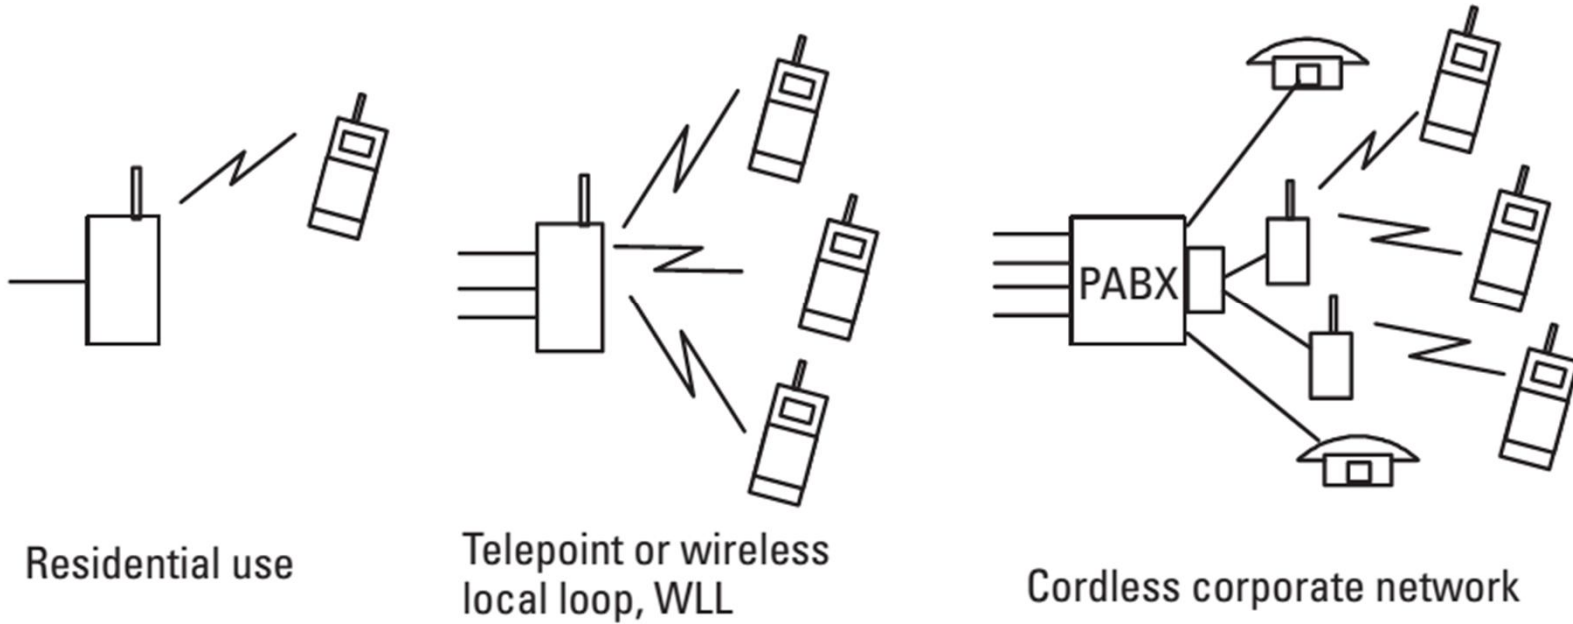 PABX
Residential use
Telepoint or wireless
local loop, WLL
Cordless corporate network